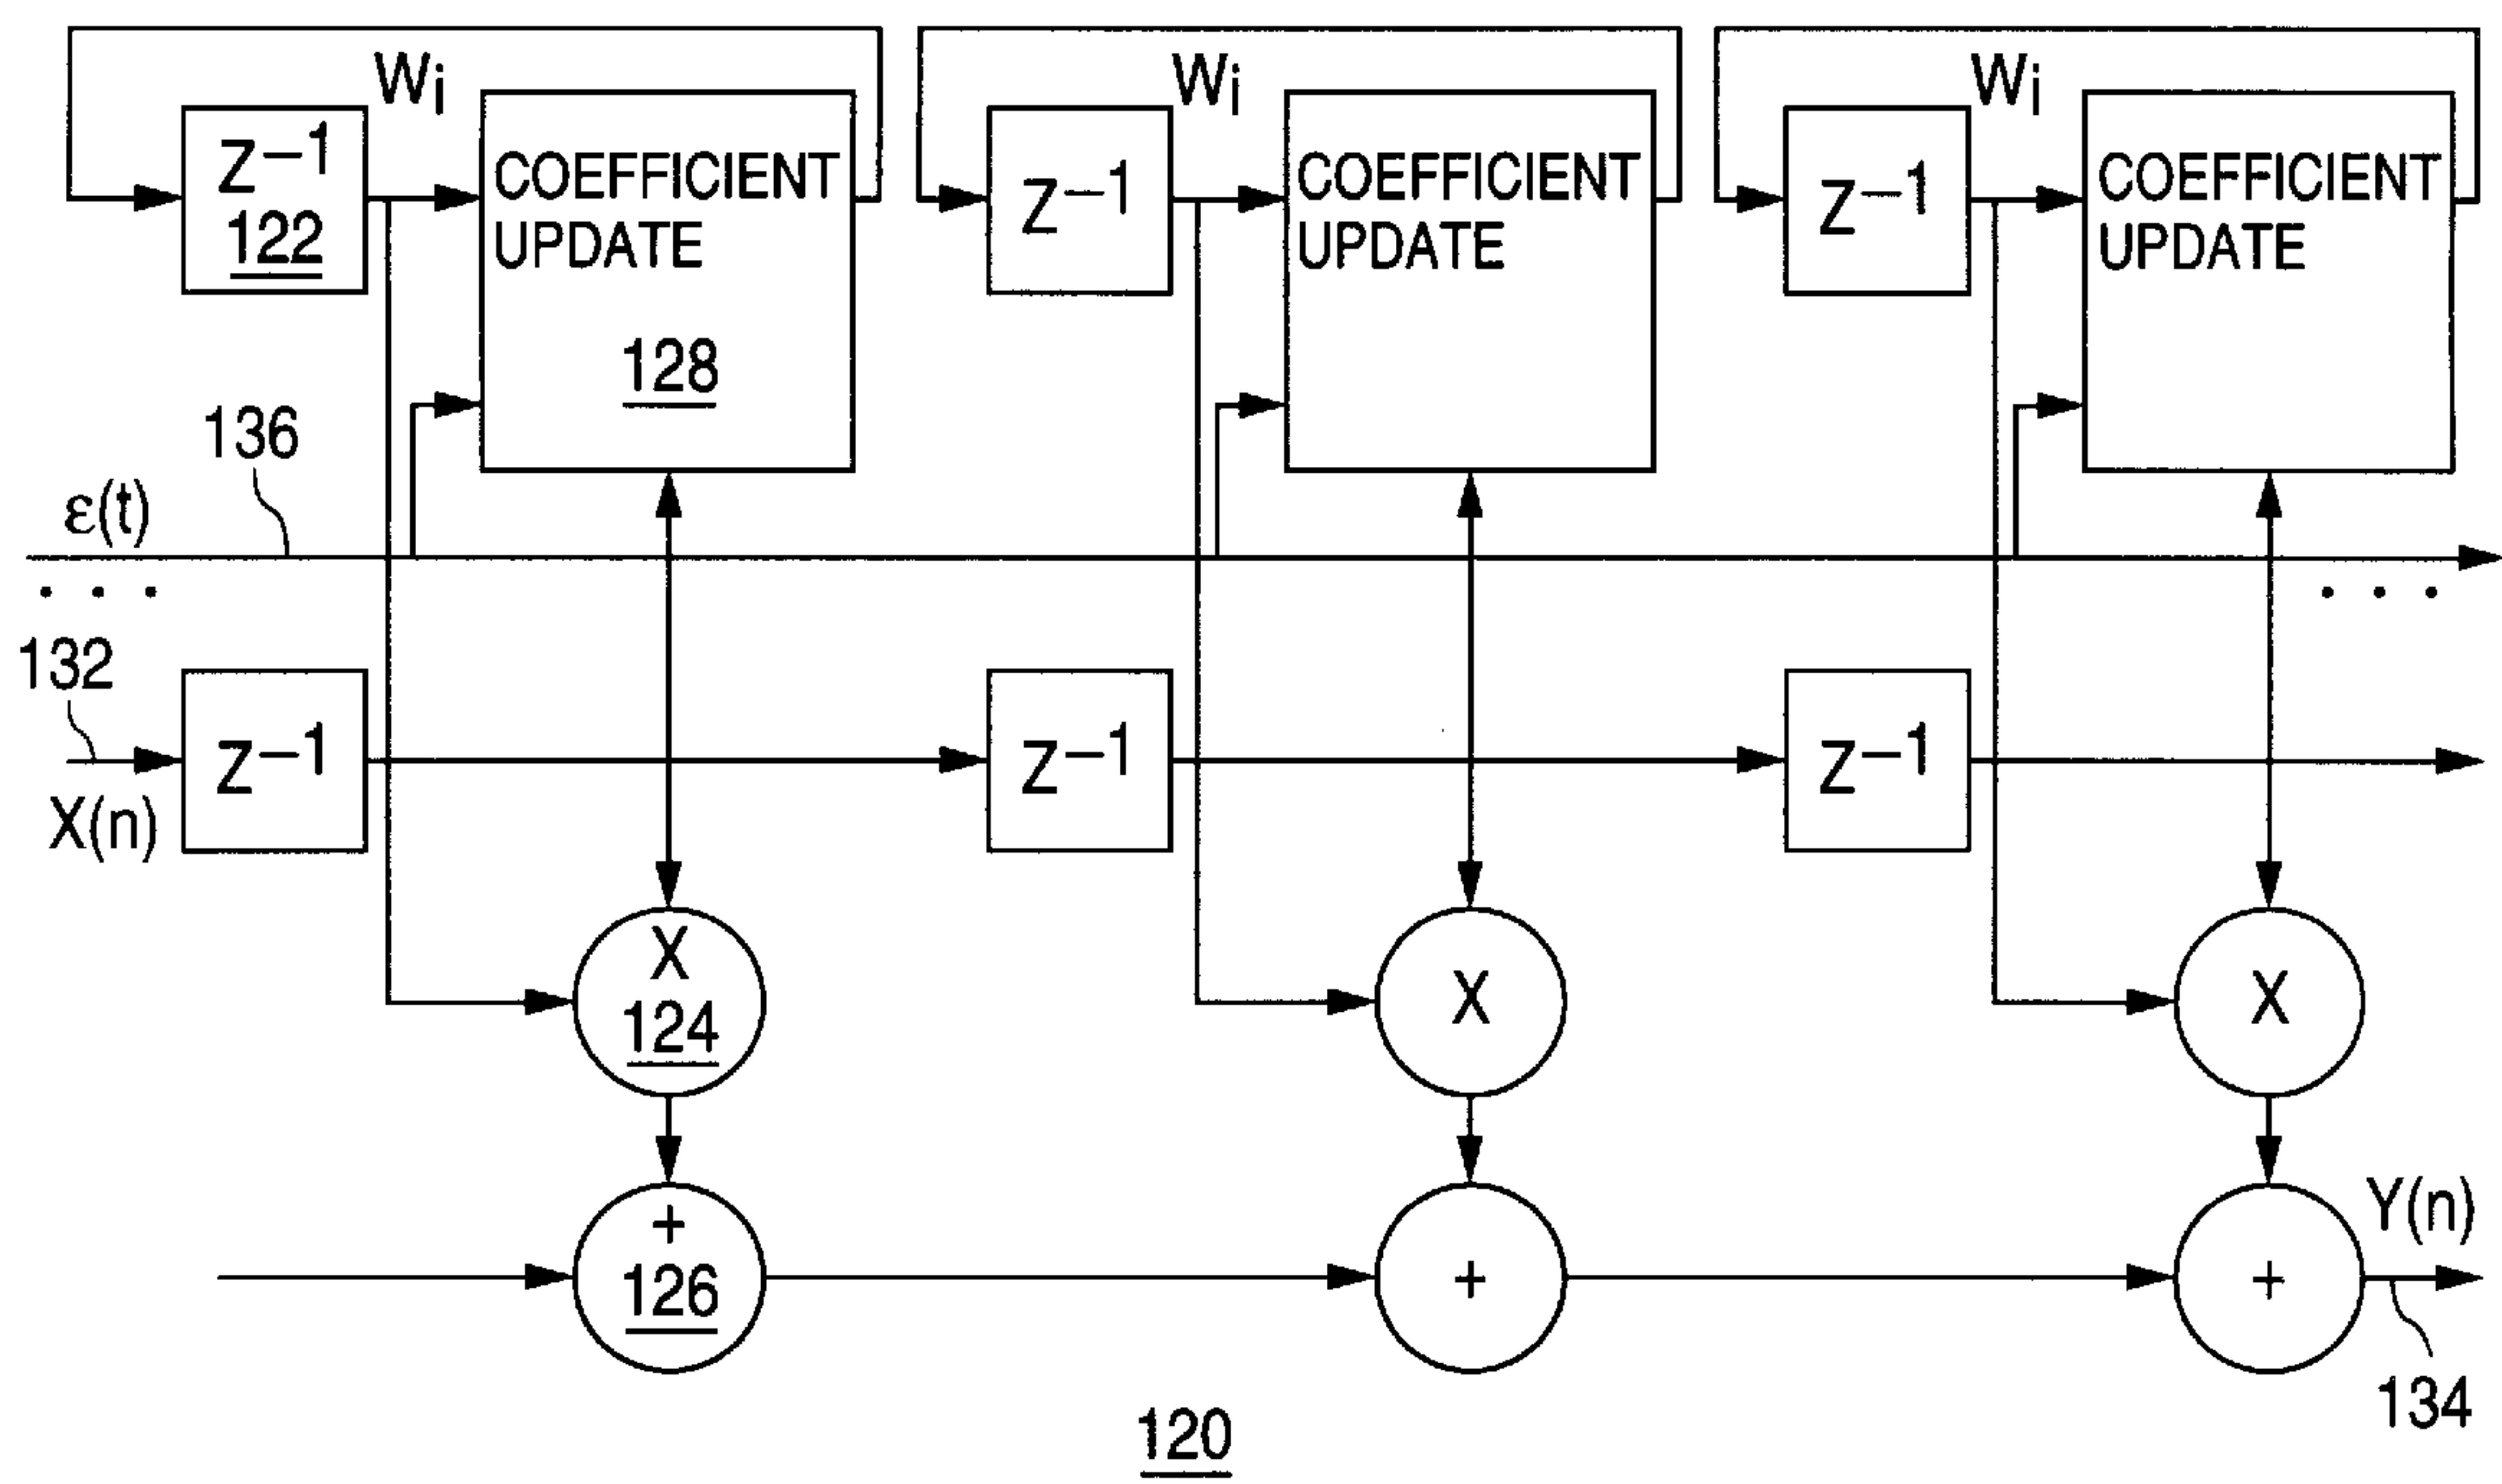 Wi Wi Wi
Z−1
122
COEFFICIENT
UPDATE
128
Z−1
COEFFICIENT
UPDATE
Z−1
COEFFICIENT
UPDATE
136
ε(t)
. . .
. . .
132
X(n)
Z−1
Z−1
Z−1
X
124
X
X
+
126
+
+
Y(n)
134
120